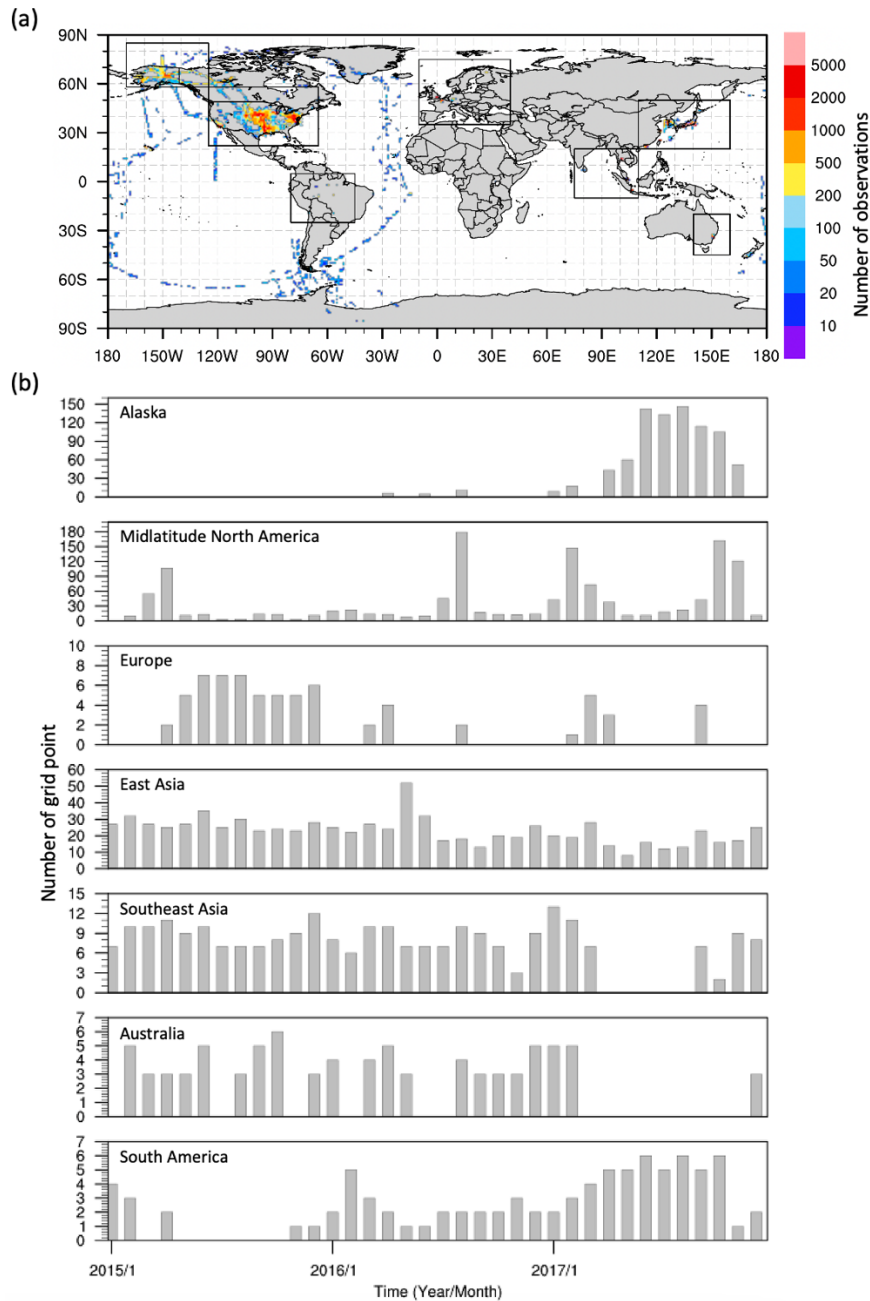 (a)
90N
60N
30N
0
30S
60S
90S
180 150W 120W 90W 60W 30W 0 30E 60E 90E 120E 150E 180
5000
2000
1000
500
200
100
50
20
10
Number of observations
(b)
Number of grid point
Alaska
150
120
90
60
30
0
Midlatitude North America
180
150
120
90
60
30
0
Europe
10
8
6
4
2
0
East Asia
60
50
40
30
20
10
0
Southeast Asia
15
12
9
6
3
0
Australia
7
6
5
4
3
2
1
0
South America
7
6
5
4
3
2
1
0
2015/1 2016/1 2017/1
Time (Year/Month)